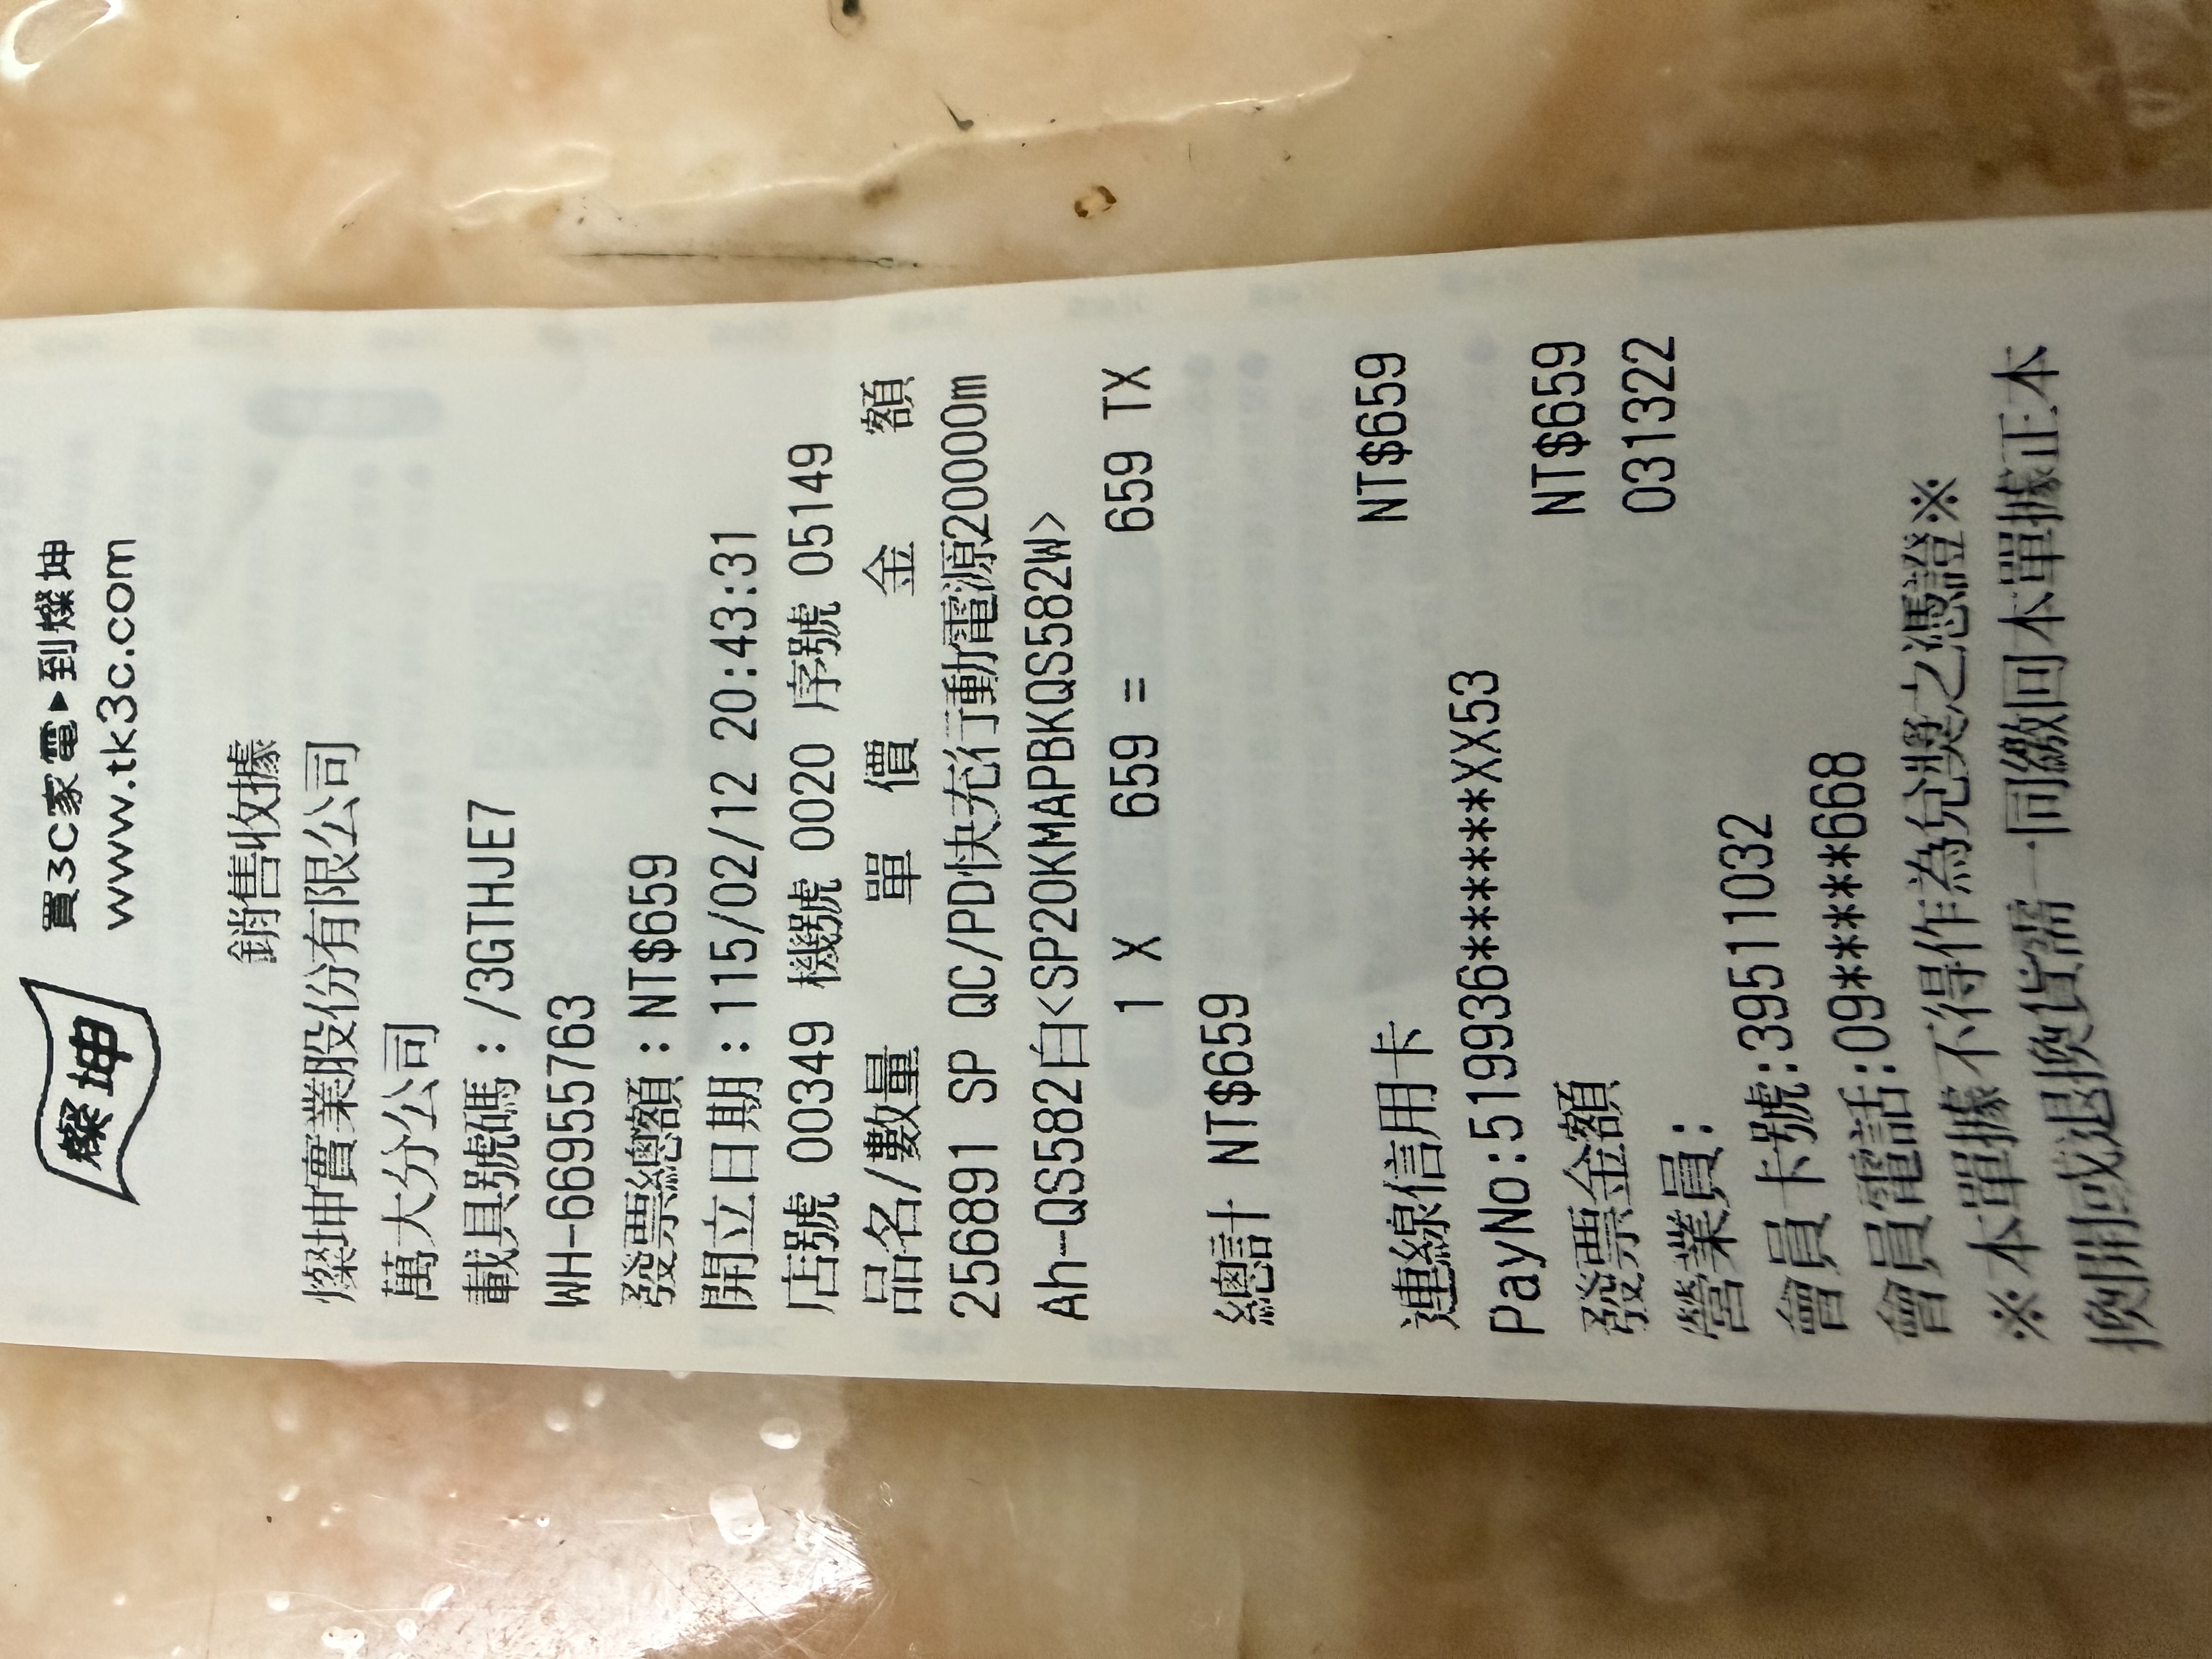 燦坤 買3C家電▶到燦坤
www.tk3c.com
銷售收據
燦坤實業股份有限公司
萬大分公司
載具號碼：/3GTHJE7
WH-66955763
發票總額：NT$659
開立日期：115/02/12 20:43:31
店號 00349 機號 0020 序號 05149
品名/數量 單 價 金 額
256891 SP QC/PD快充行動電源20000m
Ah-QS582白<SP20KMAPBKQS582W>
1 X 659 = 659 TX
總計 NT$659
連線信用卡 NT$659
PayNo:519936******XX53
發票金額 NT$659
營業員: 031322
會員卡號:39511032
會員電話:09*****668
※本單據不得作為兌獎之憑證※
換開或退換貨需一同繳回本單據正本